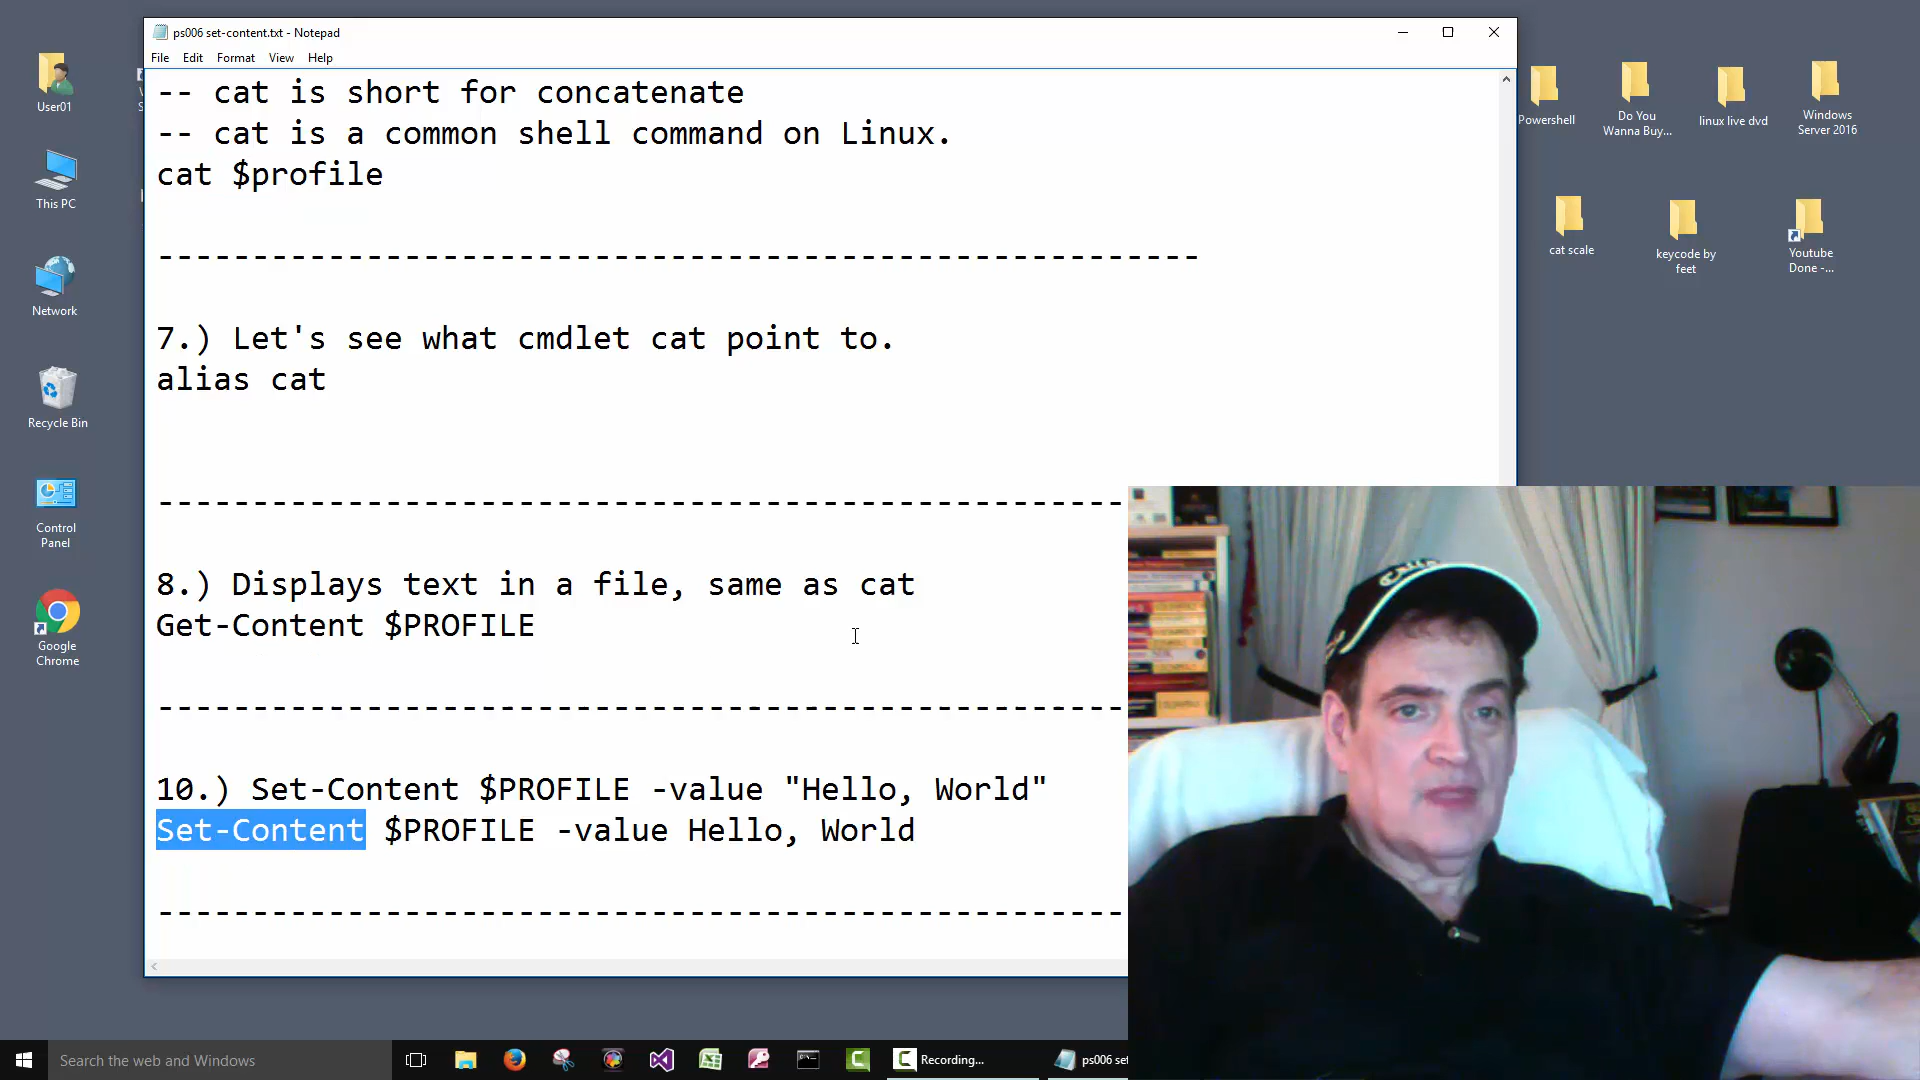 ps006 set-content.txt - Notepad
File Edit Format View Help
-- cat is short for concatenate
-- cat is a common shell command on Linux.
cat $profile
-------------------------------------------------------
7.) Let's see what cmdlet cat point to.
alias cat
---------------------------------------------------
8.) Displays text in a file, same as cat
Get-Content $PROFILE
---------------------------------------------------
10.) Set-Content $PROFILE -value "Hello, World"
Set-Content $PROFILE -value Hello, World
---------------------------------------------------
User01
This PC
Network
Recycle Bin
Control
Panel
Google
Chrome
Powershell
Do You
Wanna Buy...
linux live dvd
Windows
Server 2016
cat scale
keycode by
feet
Youtube
Done -...
Search the web and Windows
Recording...
ps006 set